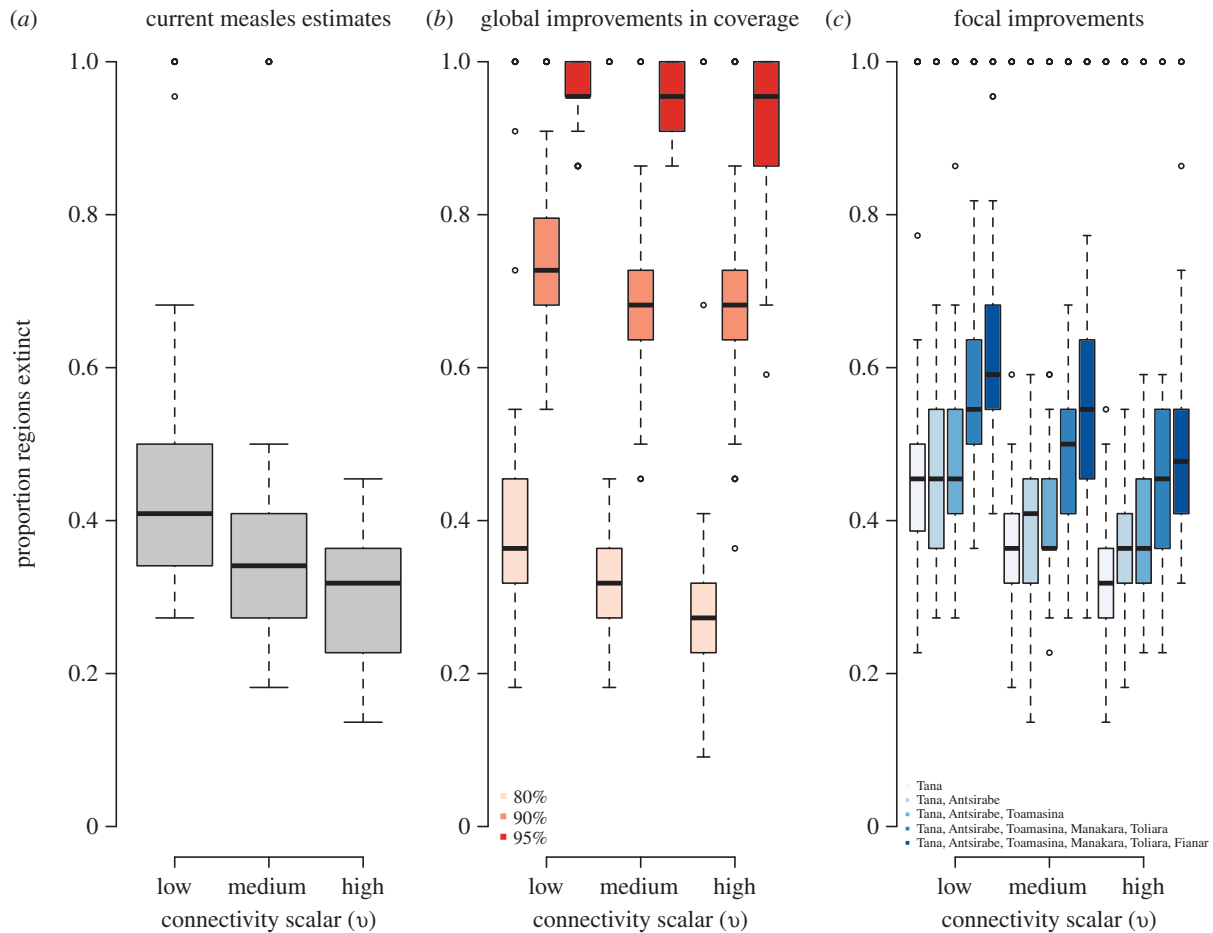 (a) current measles estimates
(b) global improvements in coverage
(c) focal improvements
proportion regions extinct
1.0
0.8
0.6
0.4
0.2
0
low medium high
connectivity scalar (υ)
1.0
0.8
0.6
0.4
0.2
0
80%
90%
95%
low medium high
connectivity scalar (υ)
1.0
0.8
0.6
0.4
0.2
0
Tana
Tana, Antsirabe
Tana, Antsirabe, Toamasina
Tana, Antsirabe, Toamasina, Manakara, Toliara
Tana, Antsirabe, Toamasina, Manakara, Toliara, Fianar
low medium high
connectivity scalar (υ)